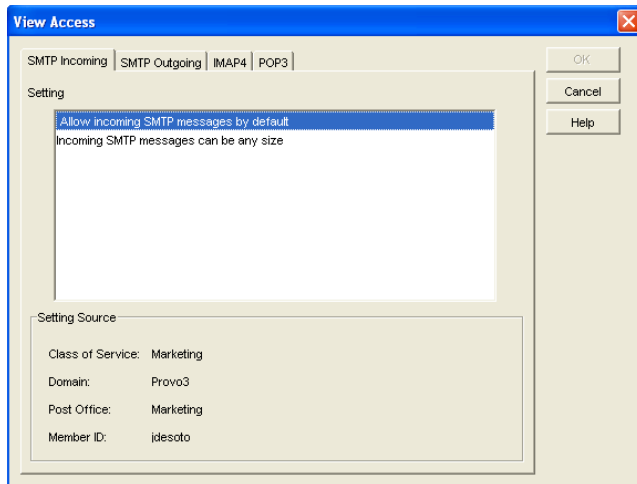 View Access
SMTP Incoming SMTP Outgoing IMAP4 POP3
OK
Setting
Cancel
Allow incoming SMTP messages by default
Help
Incoming SMTP messages can be any size
Setting Source
Class of Service: Marketing
Domain: Provo3
Post Office: Marketing
Member ID: jdesoto